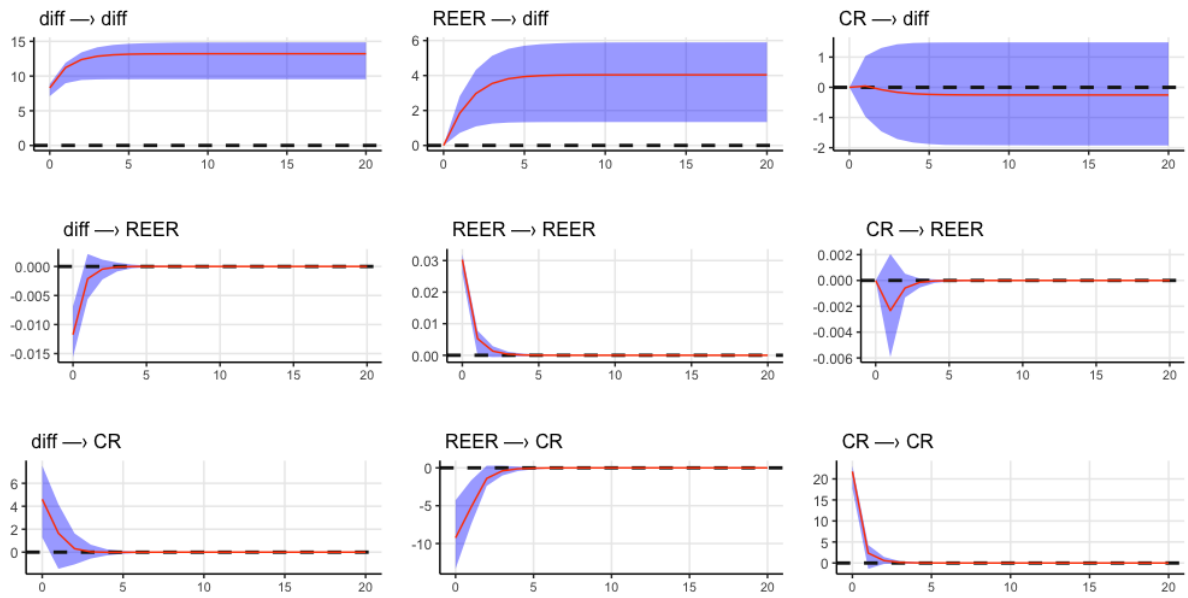 diff —› diff
15
10
5
0
0 5 10 15 20
REER —› diff
6
4
2
0
0 5 10 15 20
CR —› diff
1
0
-1
-2
0 5 10 15 20
diff —› REER
0.000
-0.005
-0.010
-0.015
0 5 10 15 20
REER —› REER
0.03
0.02
0.01
0.00
0 5 10 15 20
CR —› REER
0.002
0.000
-0.002
-0.004
-0.006
0 5 10 15 20
diff —› CR
6
4
2
0
0 5 10 15 20
REER —› CR
0
-5
-10
0 5 10 15 20
CR —› CR
20
15
10
5
0
0 5 10 15 20